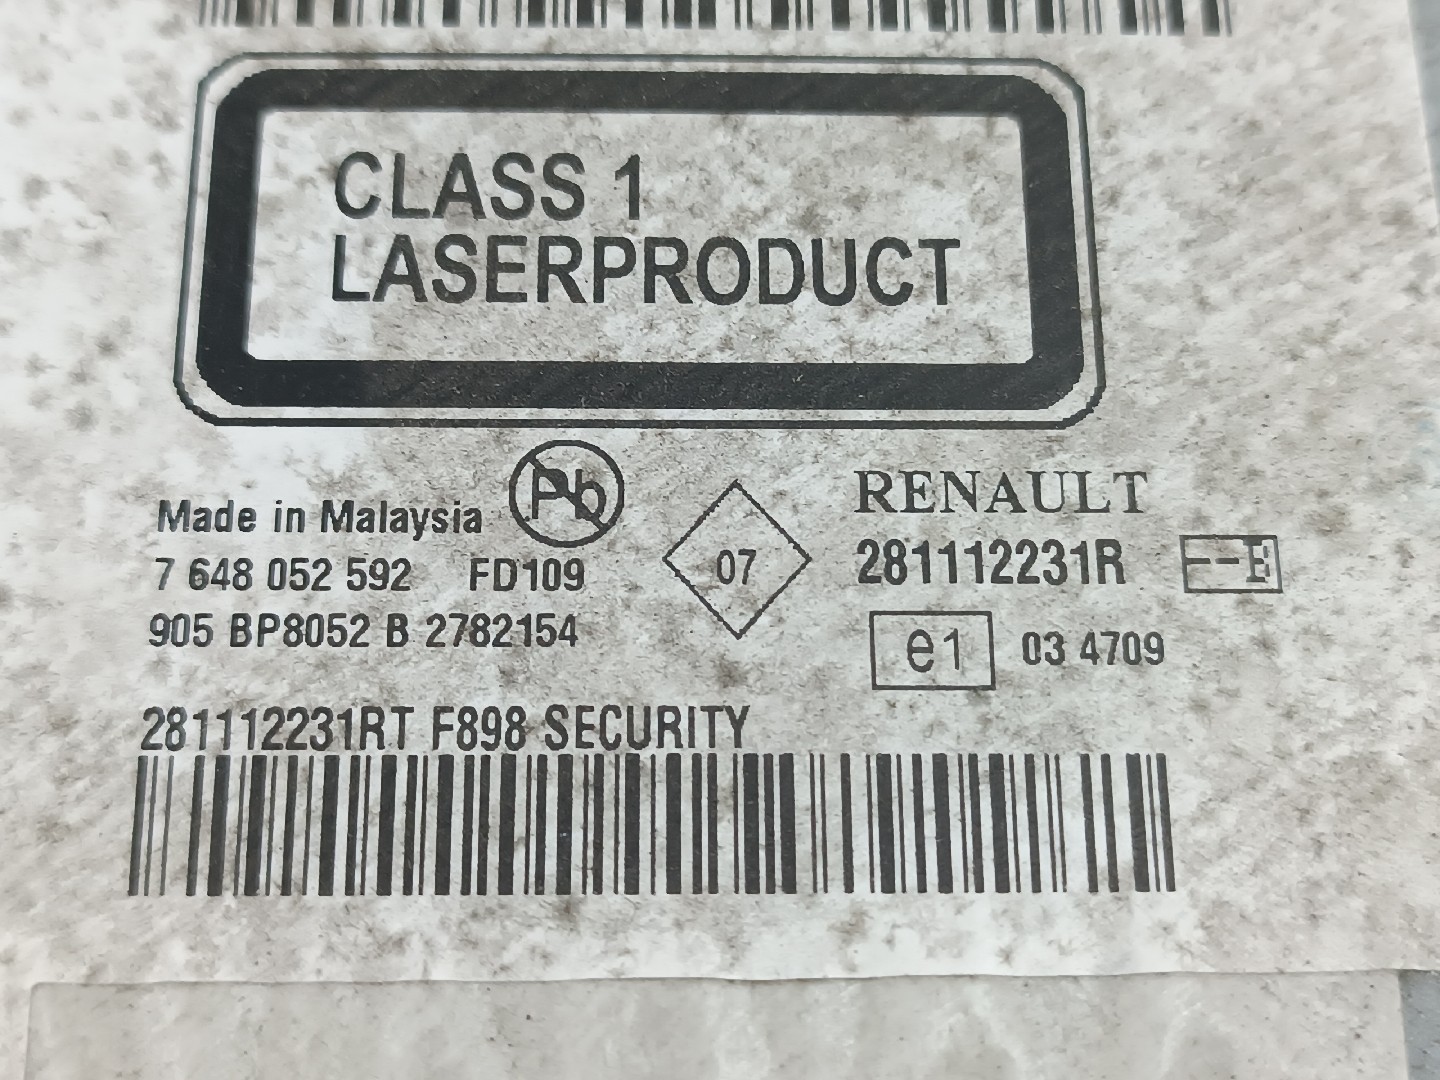 CLASS 1
LASERPRODUCT
Made in Malaysia
Pb
7 648 052 592 FD109
905 BP8052 B 2782154
07
RENAULT
281112231R
--E
e1 03 4709
281112231RT F898 SECURITY